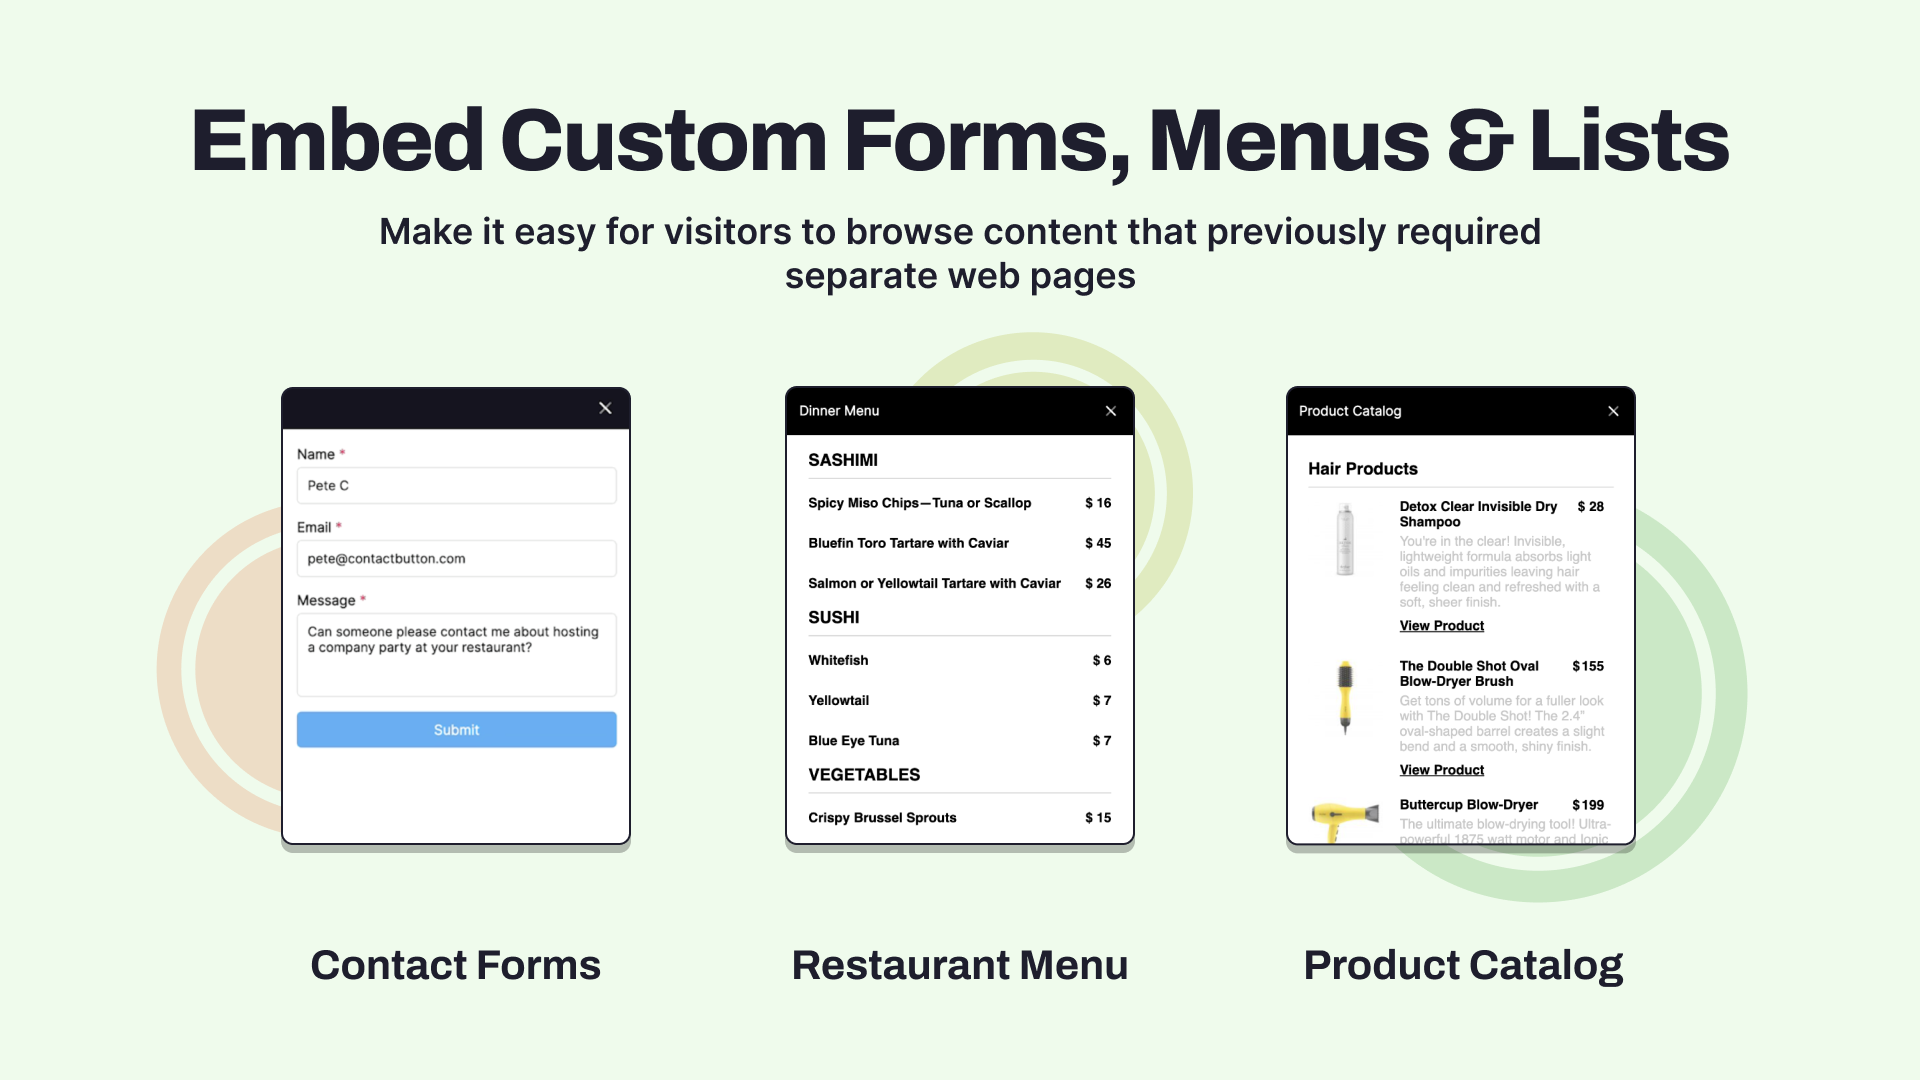 Embed Custom Forms, Menus & Lists
Make it easy for visitors to browse content that previously required
separate web pages
Name *
Pete C
Email *
pete@contactbutton.com
Message *
Can someone please contact me about hosting
a company party at your restaurant?
Submit
Contact Forms
Dinner Menu
SASHIMI
Spicy Miso Chips—Tuna or Scallop $ 16
Bluefin Toro Tartare with Caviar $ 45
Salmon or Yellowtail Tartare with Caviar $ 26
SUSHI
Whitefish $ 6
Yellowtail $ 7
Blue Eye Tuna $ 7
VEGETABLES
Crispy Brussel Sprouts $ 15
Restaurant Menu
Product Catalog
Hair Products
Detox Clear Invisible Dry $ 28
Shampoo
You're in the clear! Invisible,
lightweight formula absorbs light
oils and impurities leaving hair
feeling clean and refreshed with a
soft, sheer finish.
View Product
The Double Shot Oval $155
Blow-Dryer Brush
Get tons of volume for a fuller look
with The Double Shot! The 2.4"
oval-shaped barrel creates a slight
bend and a smooth, shiny finish.
View Product
Buttercup Blow-Dryer $199
The ultimate blow-drying tool! Ultra-
powerful 1875 watt motor and Ionic
Product Catalog